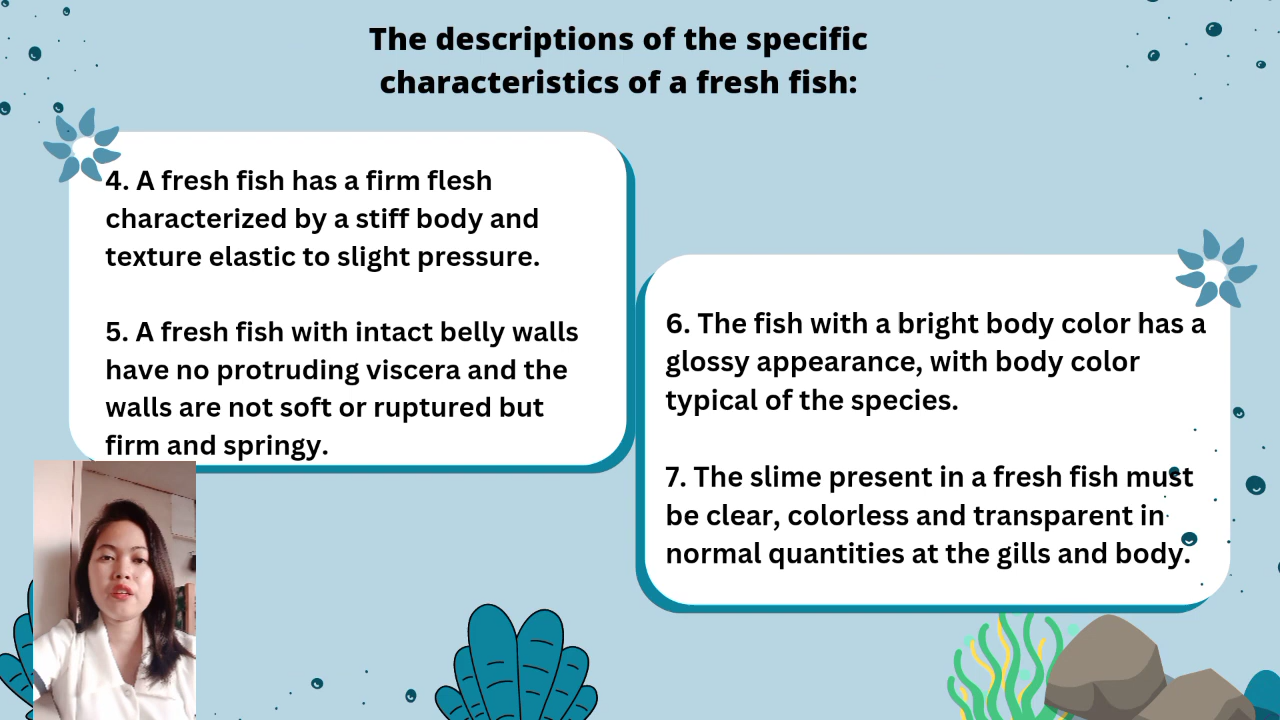 The descriptions of the specific
characteristics of a fresh fish:
4. A fresh fish has a firm flesh
characterized by a stiff body and
texture elastic to slight pressure.
5. A fresh fish with intact belly walls
have no protruding viscera and the
walls are not soft or ruptured but
firm and springy.
6. The fish with a bright body color has a
glossy appearance, with body color
typical of the species.
7. The slime present in a fresh fish must
be clear, colorless and transparent in
normal quantities at the gills and body.